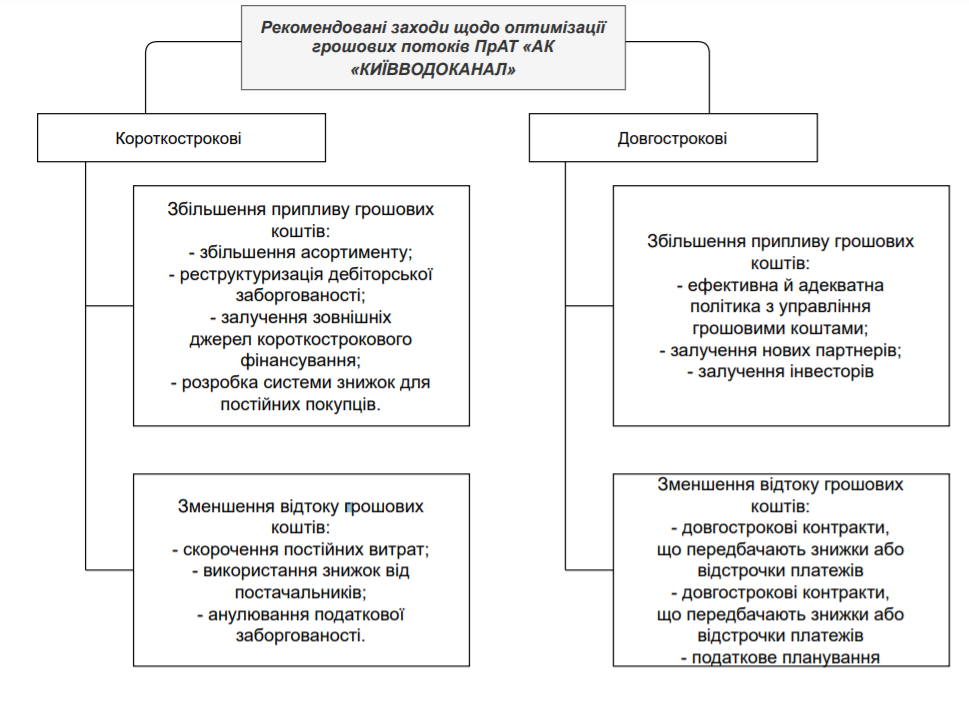 Рекомендовані заходи щодо оптимізації
грошових потоків ПрАТ «АК
«КИЇВВОДОКАНАЛ»
Короткострокові
Довгострокові
Збільшення припливу грошових
коштів:
- збільшення асортименту;
- реструктуризація дебіторської
заборгованості;
- залучення зовнішніх
джерел короткострокового
фінансування;
- розробка системи знижок для
постійних покупців.
Збільшення припливу грошових
коштів:
- ефективна й адекватна
політика з управління
грошовими коштами;
- залучення нових партнерів;
- залучення інвесторів
Зменшення відтоку грошових
коштів:
- скорочення постійних витрат;
- використання знижок від
постачальників;
- анулювання податкової
заборгованості.
Зменшення відтоку грошових
коштів:
- довгострокові контракти,
що передбачають знижки або
відстрочки платежів
- довгострокові контракти,
що передбачають знижки або
відстрочки платежів
- податкове планування